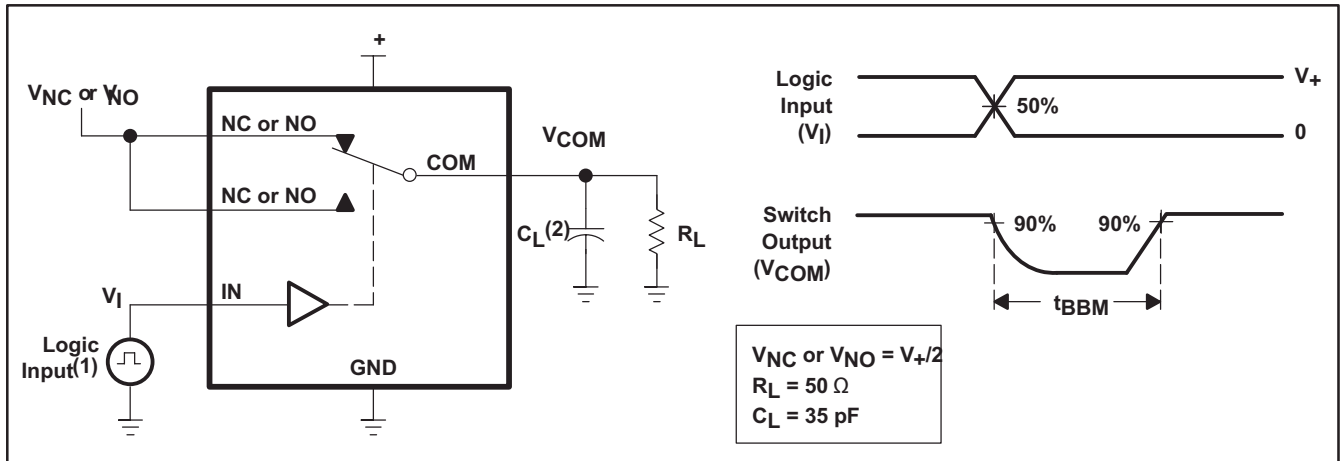 +
VNC or VNO
NC or NO
COM
VCOM
NC or NO
CL(2)
RL
VI
IN
Logic
Input(1)
GND
Logic
Input
(VI)
50%
V+
0
Switch
Output
(VCOM)
90%
90%
tBBM
VNC or VNO = V+/2
RL = 50 Ω
CL = 35 pF